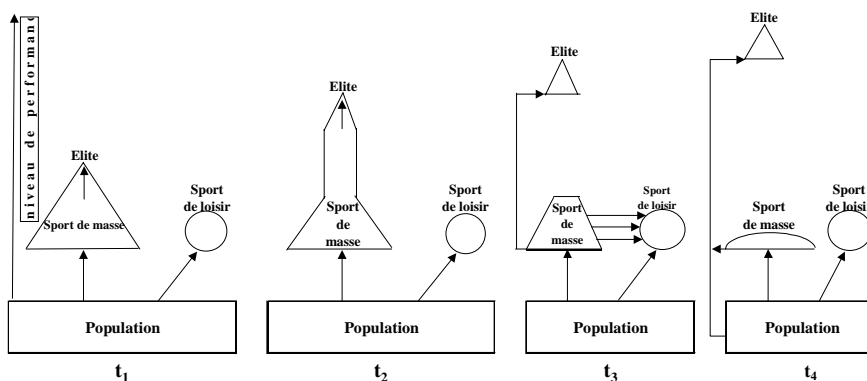 niveau de performanc
Elite
Sport de masse
Sport
de loisir
Population
t1
Elite
Sport
de
masse
Sport
de loisir
Population
t2
Elite
Sport
de
masse
Sport
de loisir
Population
t3
Elite
Sport
de masse
Sport
de loisir
Population
t4